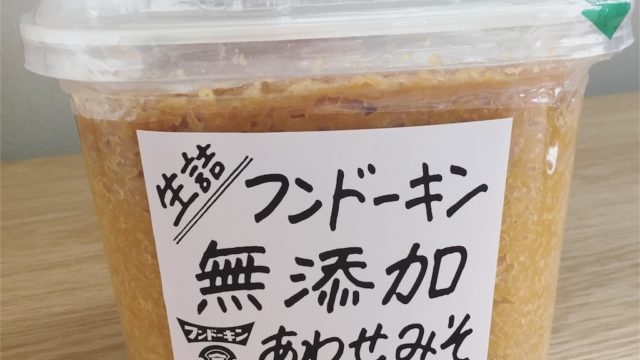 生詰
フンドーキン
無添加
フンドーキン
あわせみそ